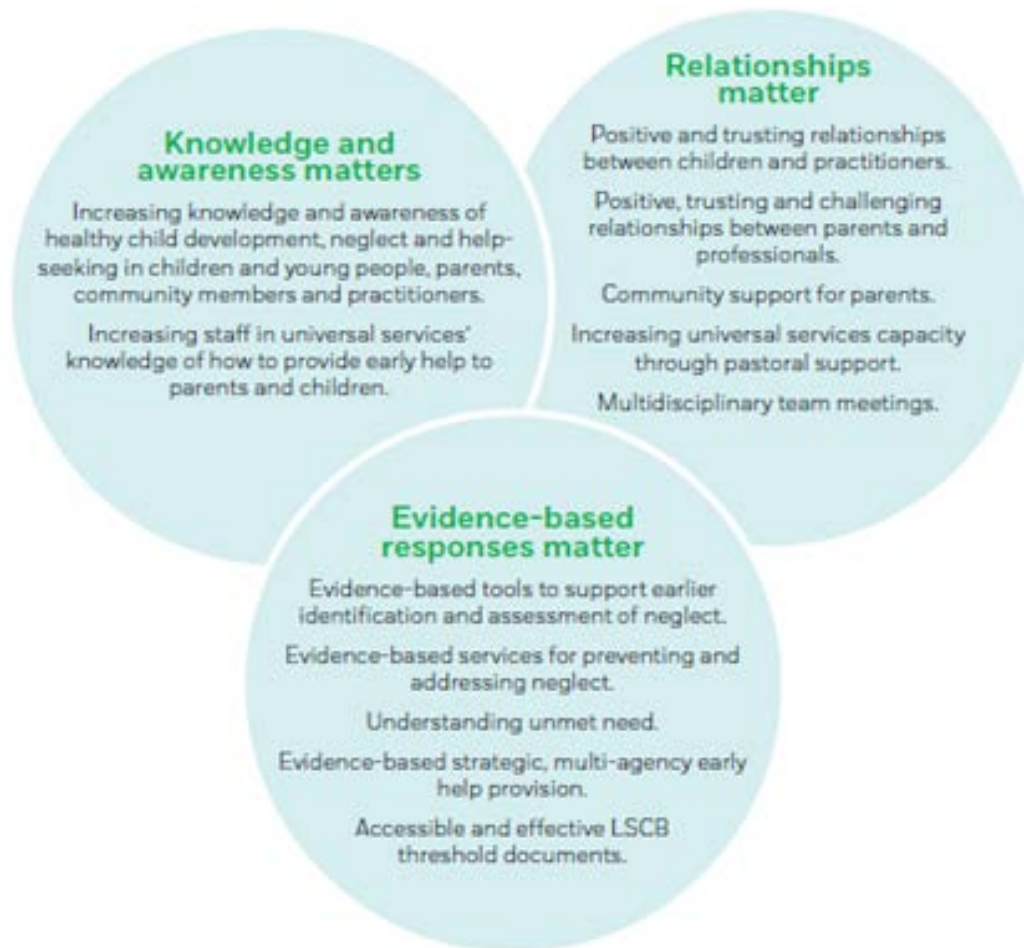 Knowledge and
awareness matters
Increasing knowledge and awareness of
healthy child development, neglect and help-
seeking in children and young people, parents,
community members and practitioners.
Increasing staff in universal services'
knowledge of how to provide early help to
parents and children.
Relationships
matter
Positive and trusting relationships
between children and practitioners.
Positive, trusting and challenging
relationships between parents and
professionals.
Community support for parents.
Increasing universal services capacity
through pastoral support.
Multidisciplinary team meetings.
Evidence-based
responses matter
Evidence-based tools to support earlier
identification and assessment of neglect.
Evidence-based services for preventing and
addressing neglect.
Understanding unmet need.
Evidence-based strategic, multi-agency early
help provision.
Accessible and effective LSCB
threshold documents.